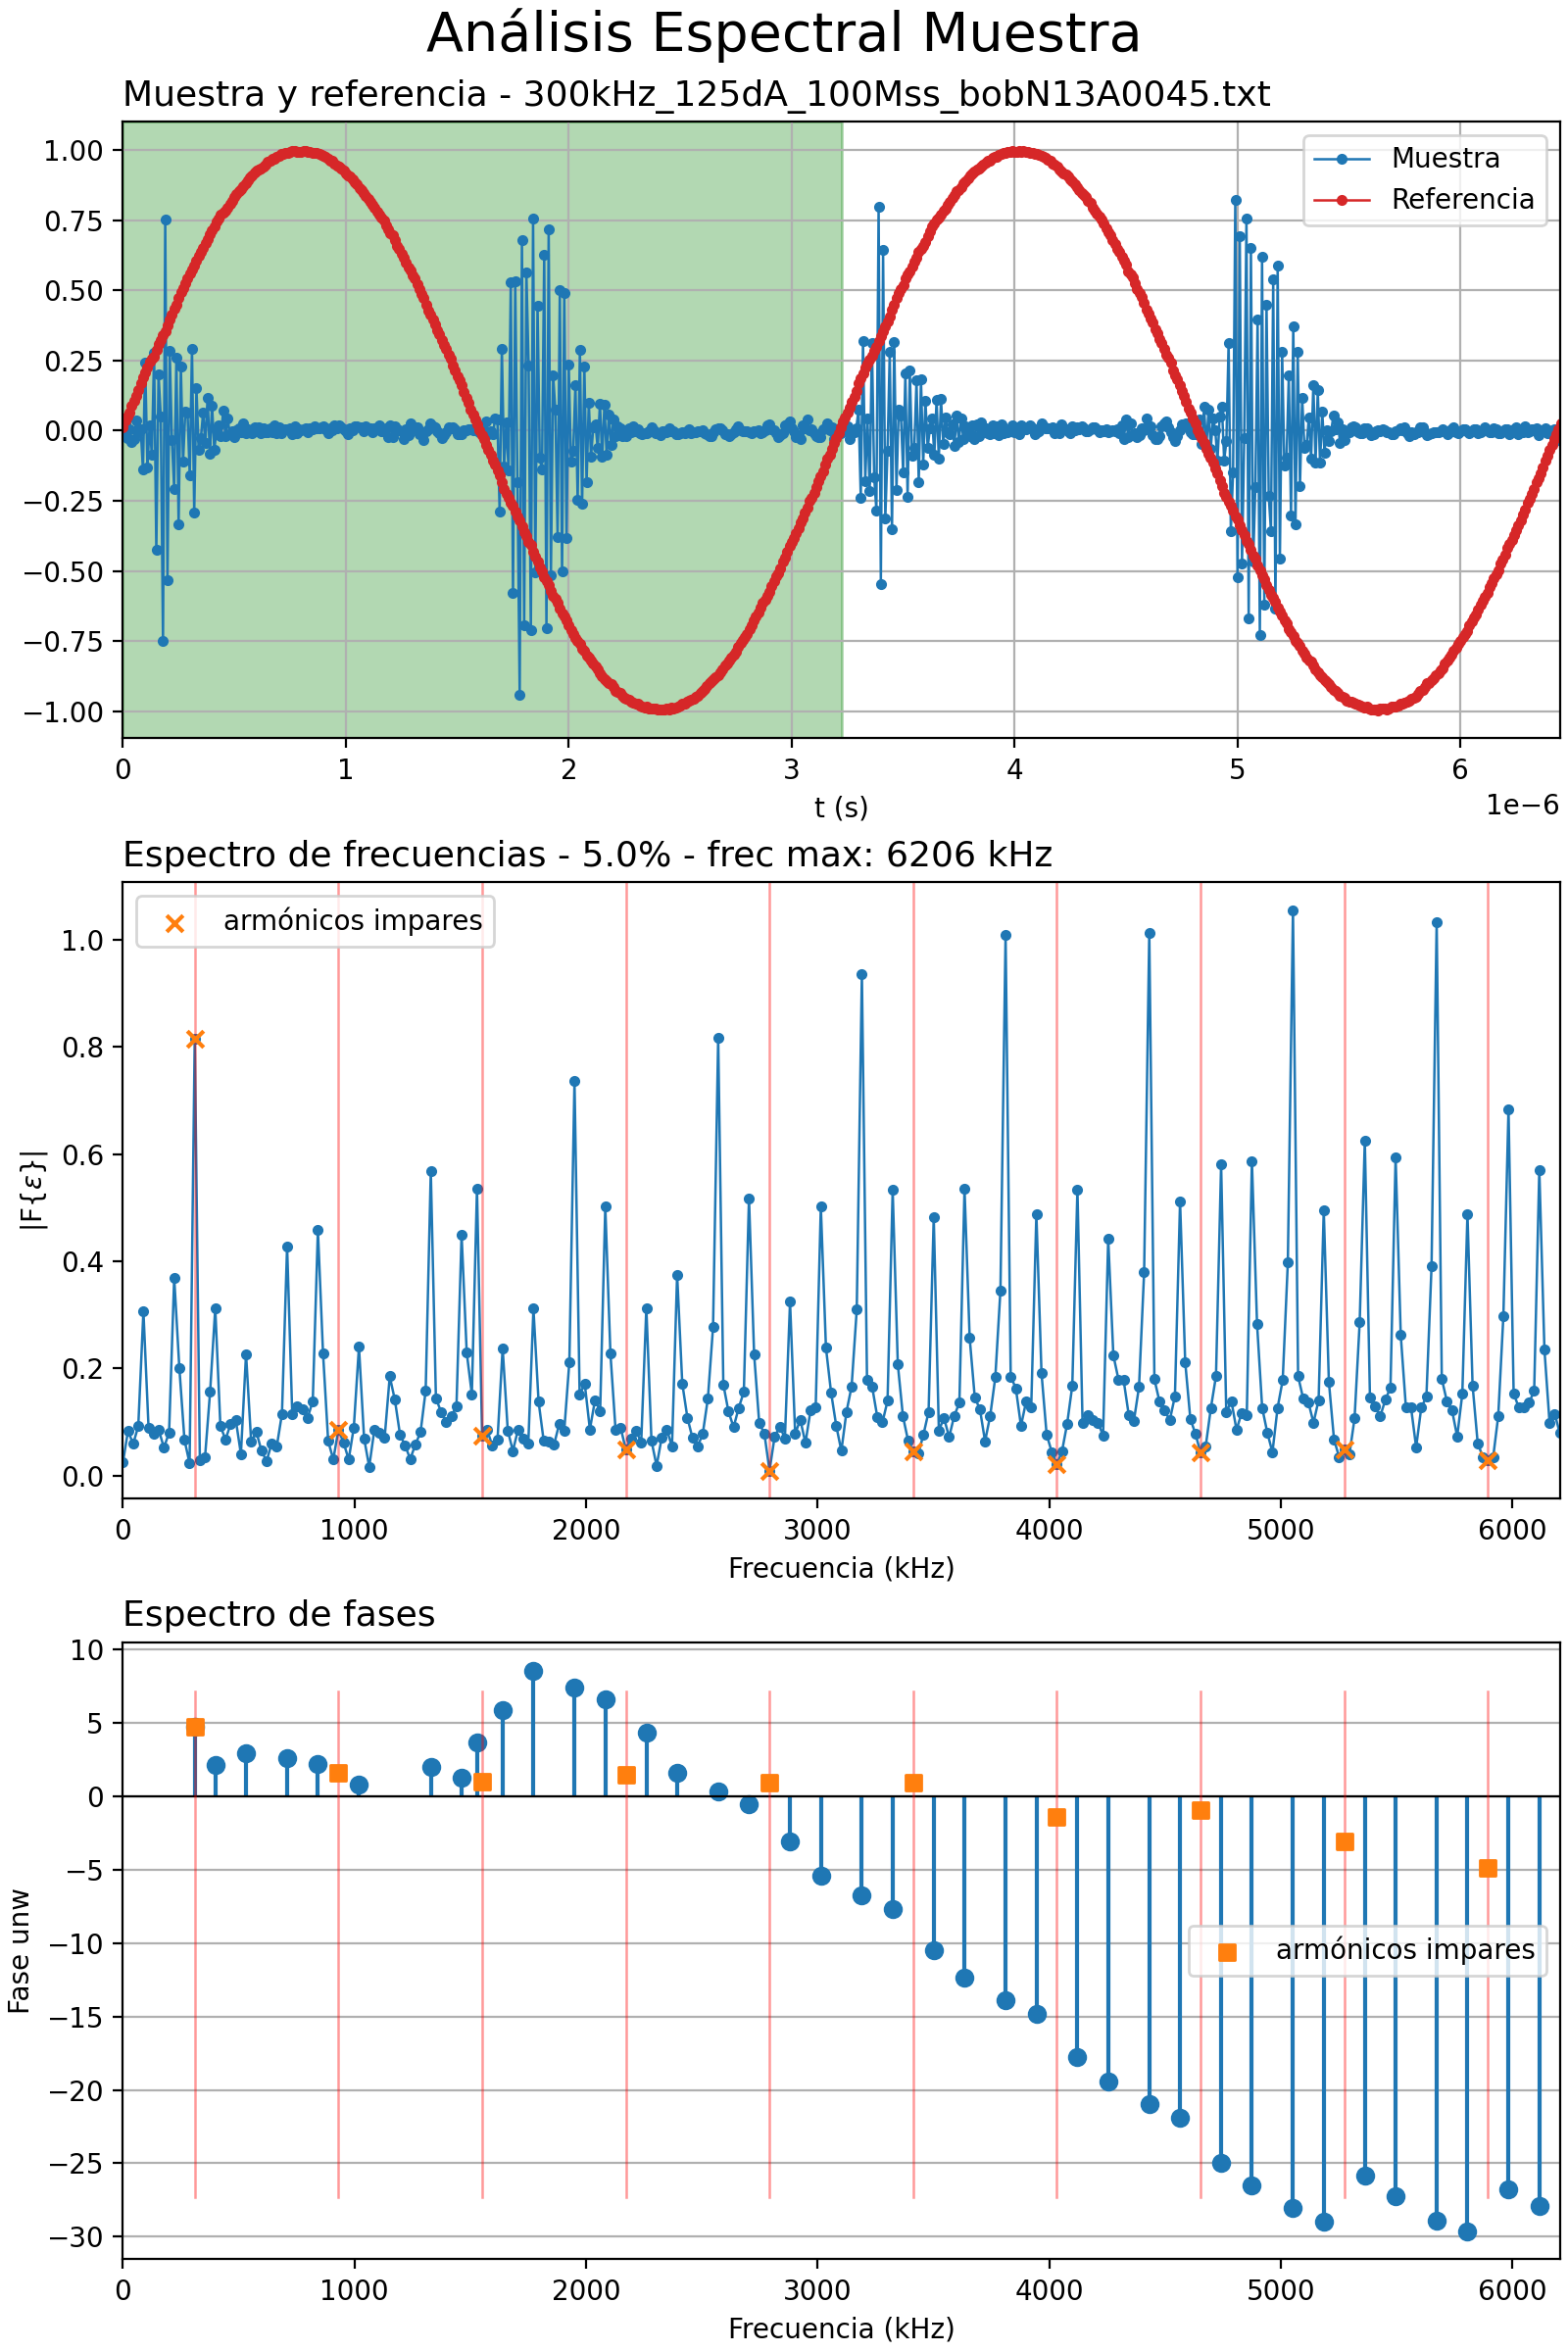 Análisis Espectral Muestra
Muestra y referencia - 300kHz_125dA_100Mss_bobN13A0045.txt
1.00
0.75
0.50
0.25
0.00
−0.25
−0.50
−0.75
−1.00
Muestra
Referencia
0 1 2 3 4 5 6
t (s)
1e−6
Espectro de frecuencias - 5.0% - frec max: 6206 kHz
armónicos impares
|F{ε}|
1.0
0.8
0.6
0.4
0.2
0.0
0 1000 2000 3000 4000 5000 6000
Frecuencia (kHz)
Espectro de fases
Fase unw
10
5
0
−5
−10
−15
−20
−25
−30
armónicos impares
0 1000 2000 3000 4000 5000 6000
Frecuencia (kHz)